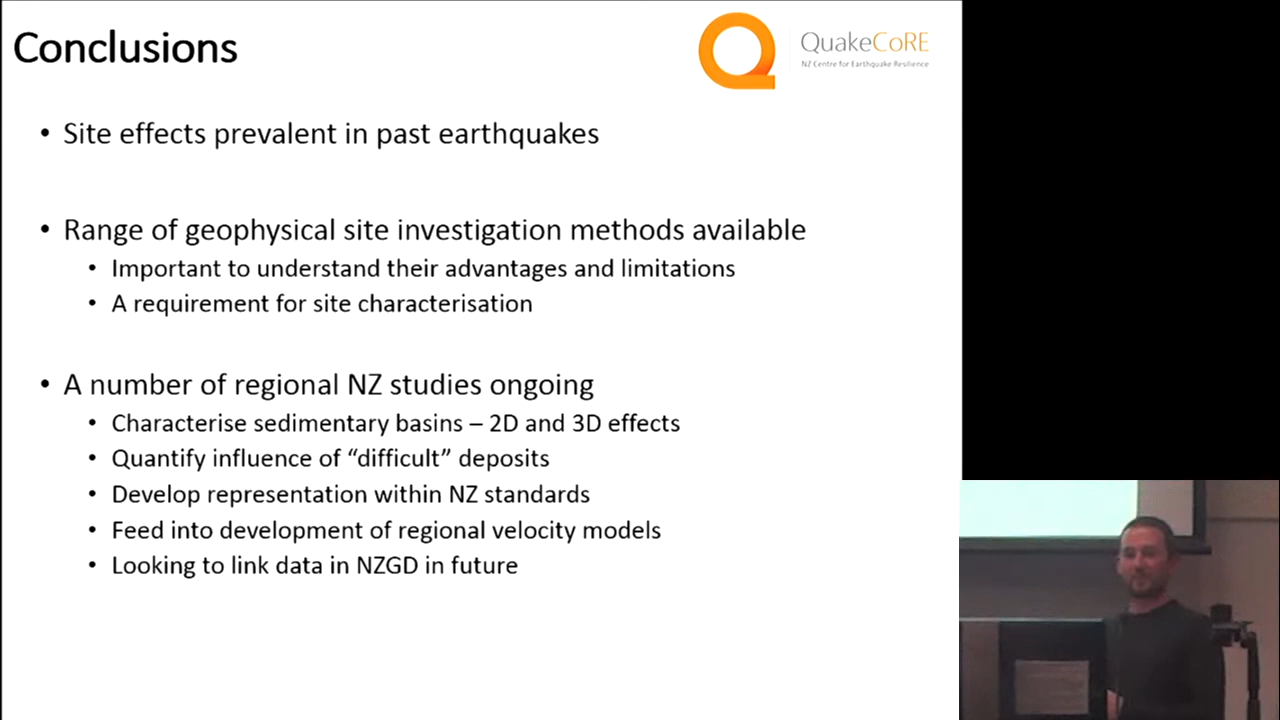 Conclusions
QuakeCoRE
NZ Centre for Earthquake Resilience
• Site effects prevalent in past earthquakes
• Range of geophysical site investigation methods available
• Important to understand their advantages and limitations
• A requirement for site characterisation
• A number of regional NZ studies ongoing
• Characterise sedimentary basins – 2D and 3D effects
• Quantify influence of “difficult” deposits
• Develop representation within NZ standards
• Feed into development of regional velocity models
• Looking to link data in NZGD in future